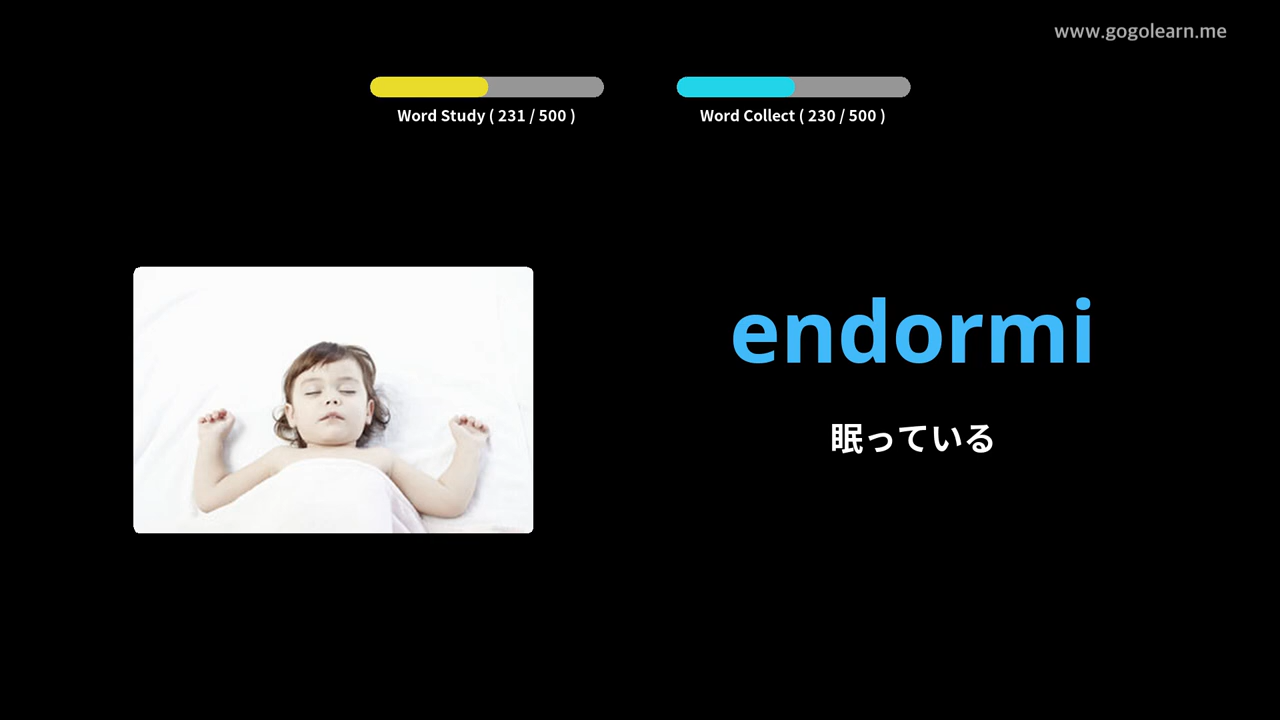 www.gogolearn.me
Word Study ( 231 / 500 )
Word Collect ( 230 / 500 )
endormi
眠っている